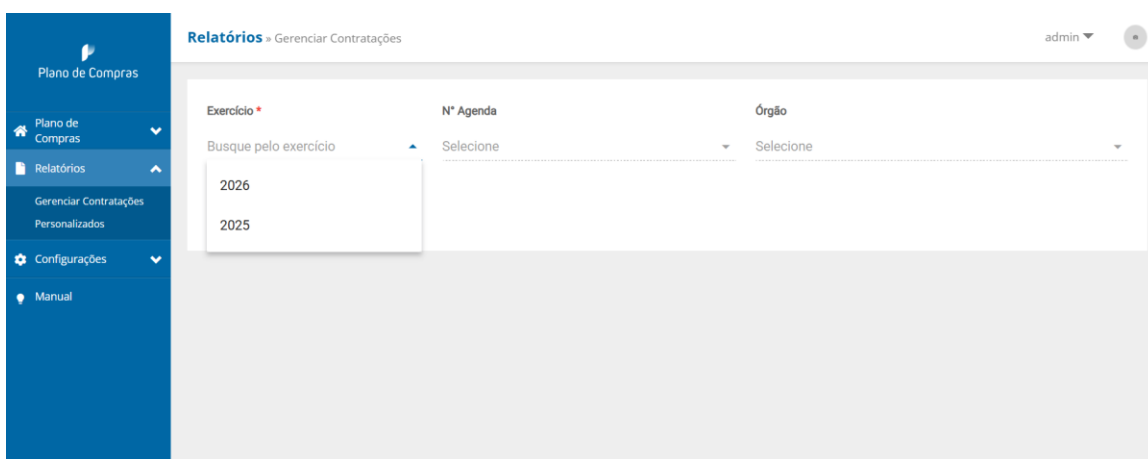 Plano de Compras
Plano de
Compras
Relatórios
Gerenciar Contratações
Personalizados
Configurações
Manual
Relatórios » Gerenciar Contratações
admin
Exercício *
N° Agenda
Órgão
Busque pelo exercício
Selecione
Selecione
2026
2025